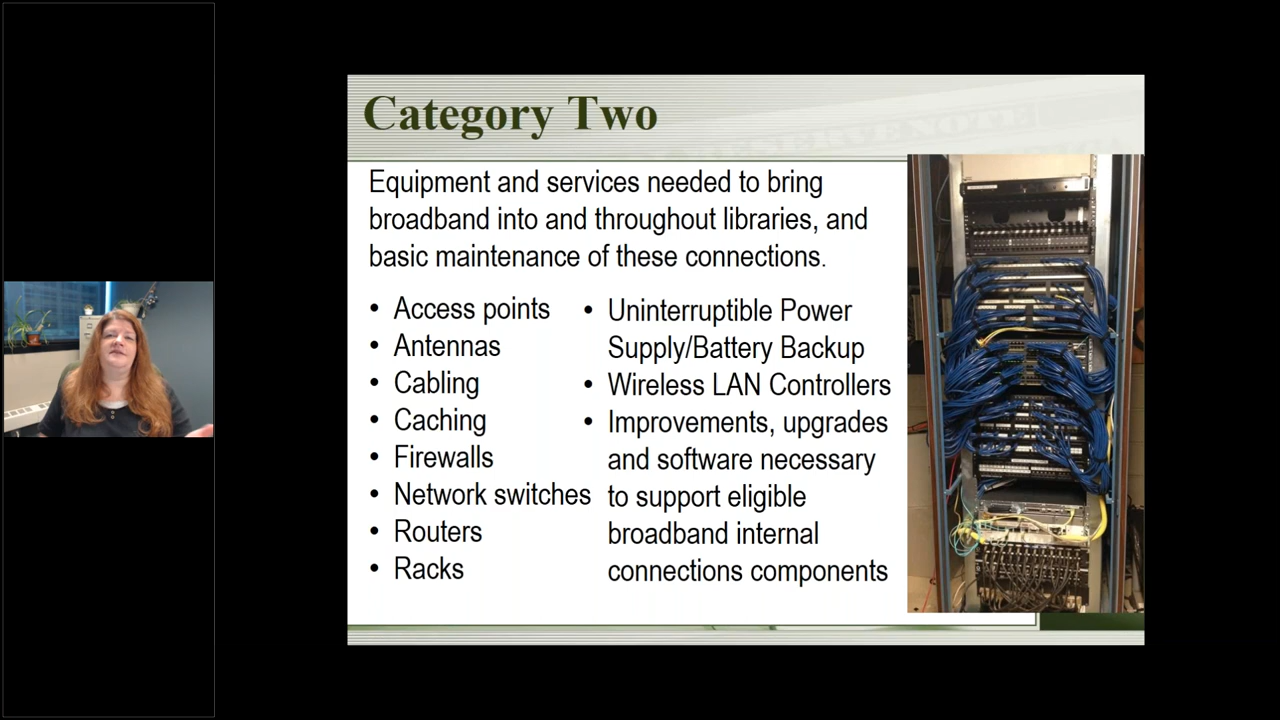 Category Two
Equipment and services needed to bring
broadband into and throughout libraries, and
basic maintenance of these connections.
• Access points
• Antennas
• Cabling
• Caching
• Firewalls
• Network switches
• Routers
• Racks
• Uninterruptible Power
Supply/Battery Backup
• Wireless LAN Controllers
• Improvements, upgrades
and software necessary
to support eligible
broadband internal
connections components